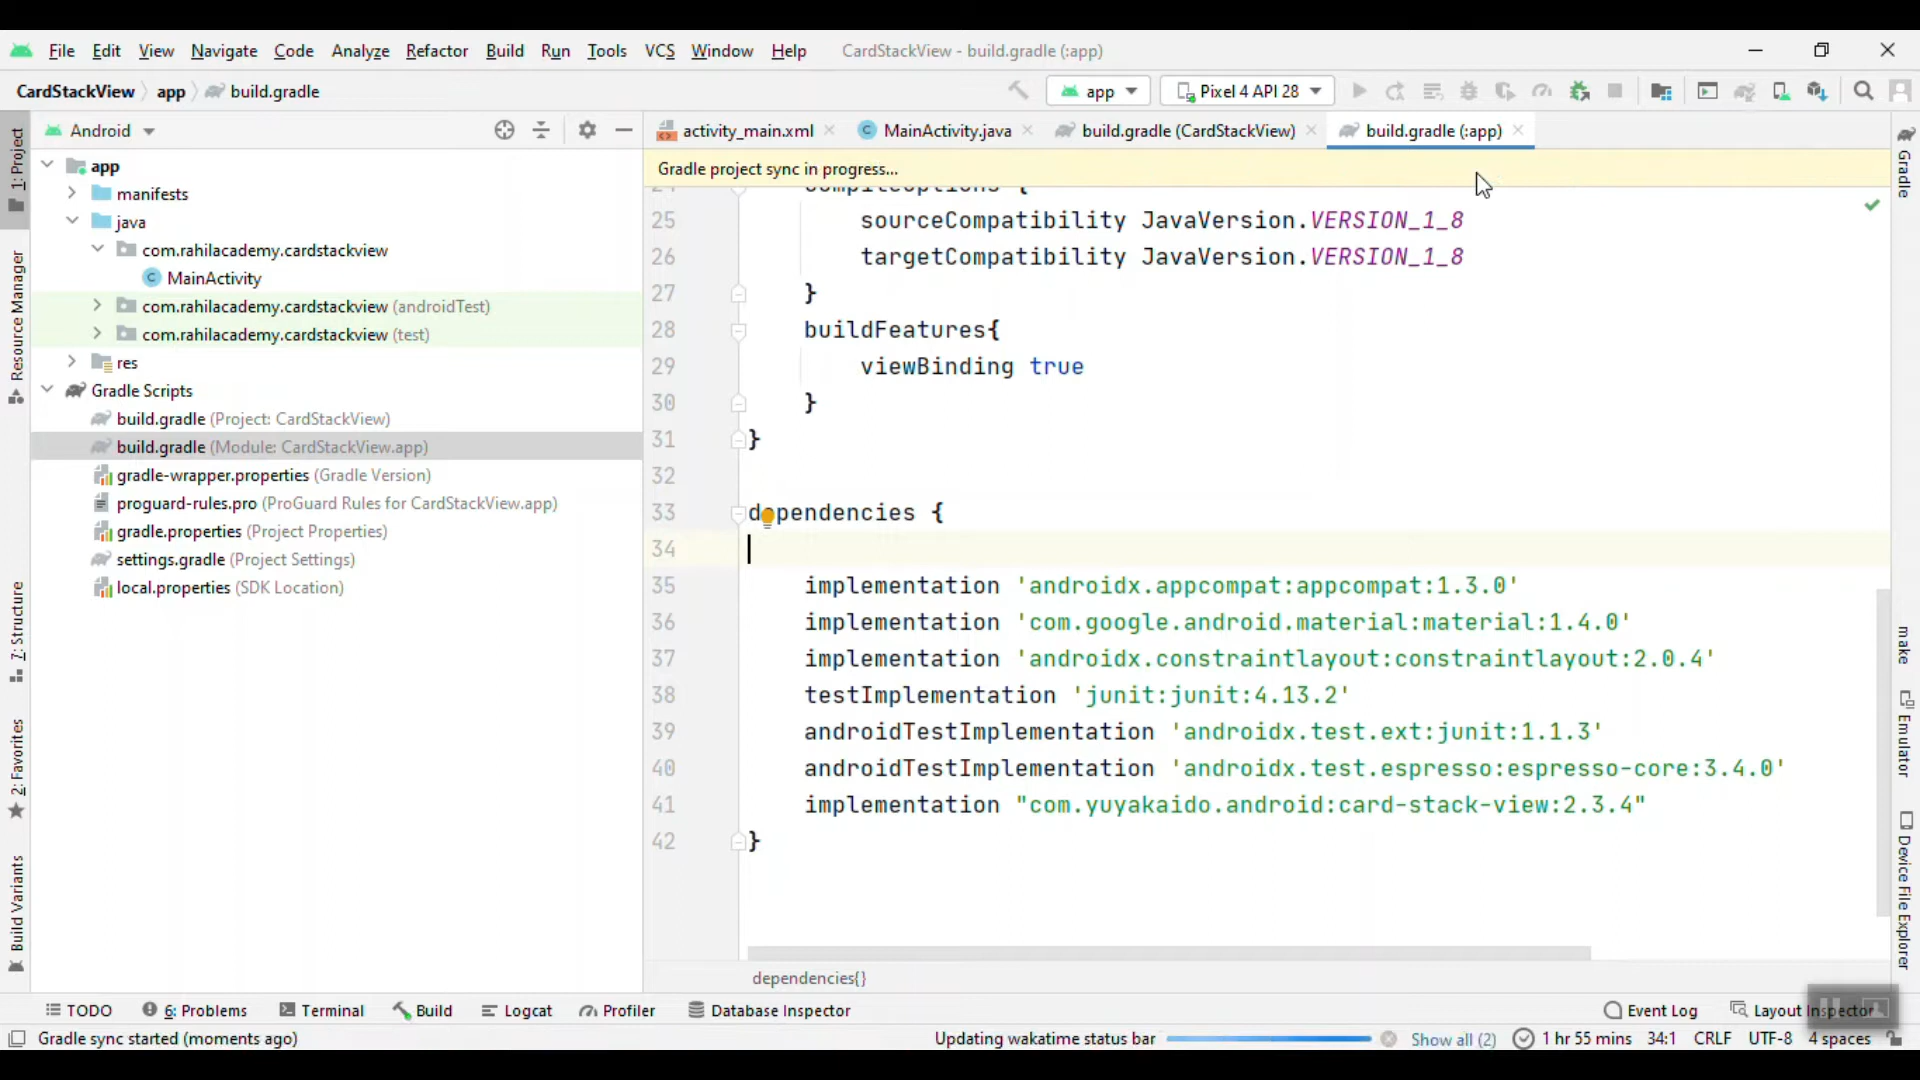 File Edit View Navigate Code Analyze Refactor Build Run Tools VCS Window Help CardStackView - build.gradle (:app)
CardStackView app build.gradle
app Pixel 4 API 28
Android
activity_main.xml MainActivity.java build.gradle (CardStackView) build.gradle (:app)
Gradle project sync in progress...
1: Project
Resource Manager
7: Structure
2: Favorites
Build Variants
app
manifests
java
com.rahilacademy.cardstackview
MainActivity
com.rahilacademy.cardstackview (androidTest)
com.rahilacademy.cardstackview (test)
res
Gradle Scripts
build.gradle (Project: CardStackView)
build.gradle (Module: CardStackView.app)
gradle-wrapper.properties (Gradle Version)
proguard-rules.pro (ProGuard Rules for CardStackView.app)
gradle.properties (Project Properties)
settings.gradle (Project Settings)
local.properties (SDK Location)
24 compileOptions {
25 sourceCompatibility JavaVersion.VERSION_1_8
26 targetCompatibility JavaVersion.VERSION_1_8
27 }
28 buildFeatures{
29 viewBinding true
30 }
31 }
32
33 dependencies {
34
35 implementation 'androidx.appcompat:appcompat:1.3.0'
36 implementation 'com.google.android.material:material:1.4.0'
37 implementation 'androidx.constraintlayout:constraintlayout:2.0.4'
38 testImplementation 'junit:junit:4.13.2'
39 androidTestImplementation 'androidx.test.ext:junit:1.1.3'
40 androidTestImplementation 'androidx.test.espresso:espresso-core:3.4.0'
41 implementation "com.yuyakaido.android:card-stack-view:2.3.4"
42 }
dependencies{}
Gradle
make
Emulator
Device File Explorer
TODO 6: Problems Terminal Build Logcat Profiler Database Inspector Event Log Layout Inspector
Gradle sync started (moments ago) Updating wakatime status bar Show all (2) 1 hr 55 mins 34:1 CRLF UTF-8 4 spaces